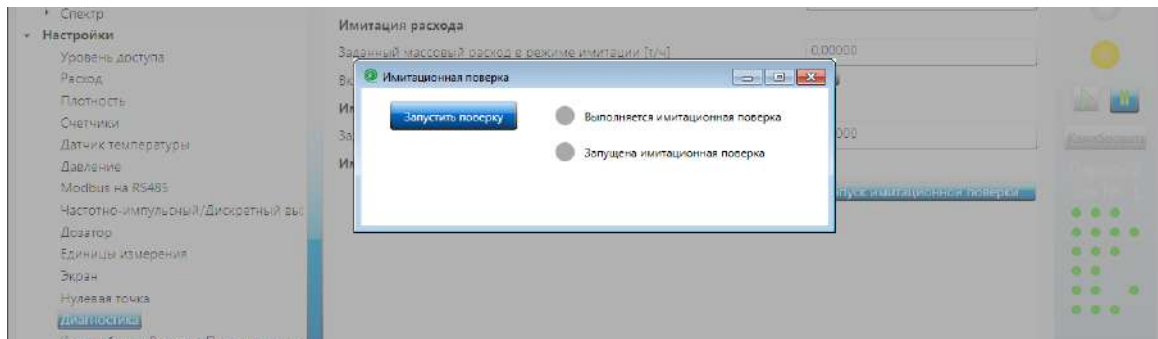 Спектр
Настройки
Уровень доступа
Расход
Плотность
Счетчики
Датчик температуры
Давление
Modbus на RS485
Частотно-импульсный/Дискретный вы
Дозатор
Единицы измерения
Экран
Нулевая точка
Диагностика
Имитация расхода
Заданный массовый расход в режиме имитации [т/ч]
0,00000
Имитационная поверка
Запустить поверку
Выполняется имитационная поверка
Запущена имитационная поверка
000
пуск имитационной поверки